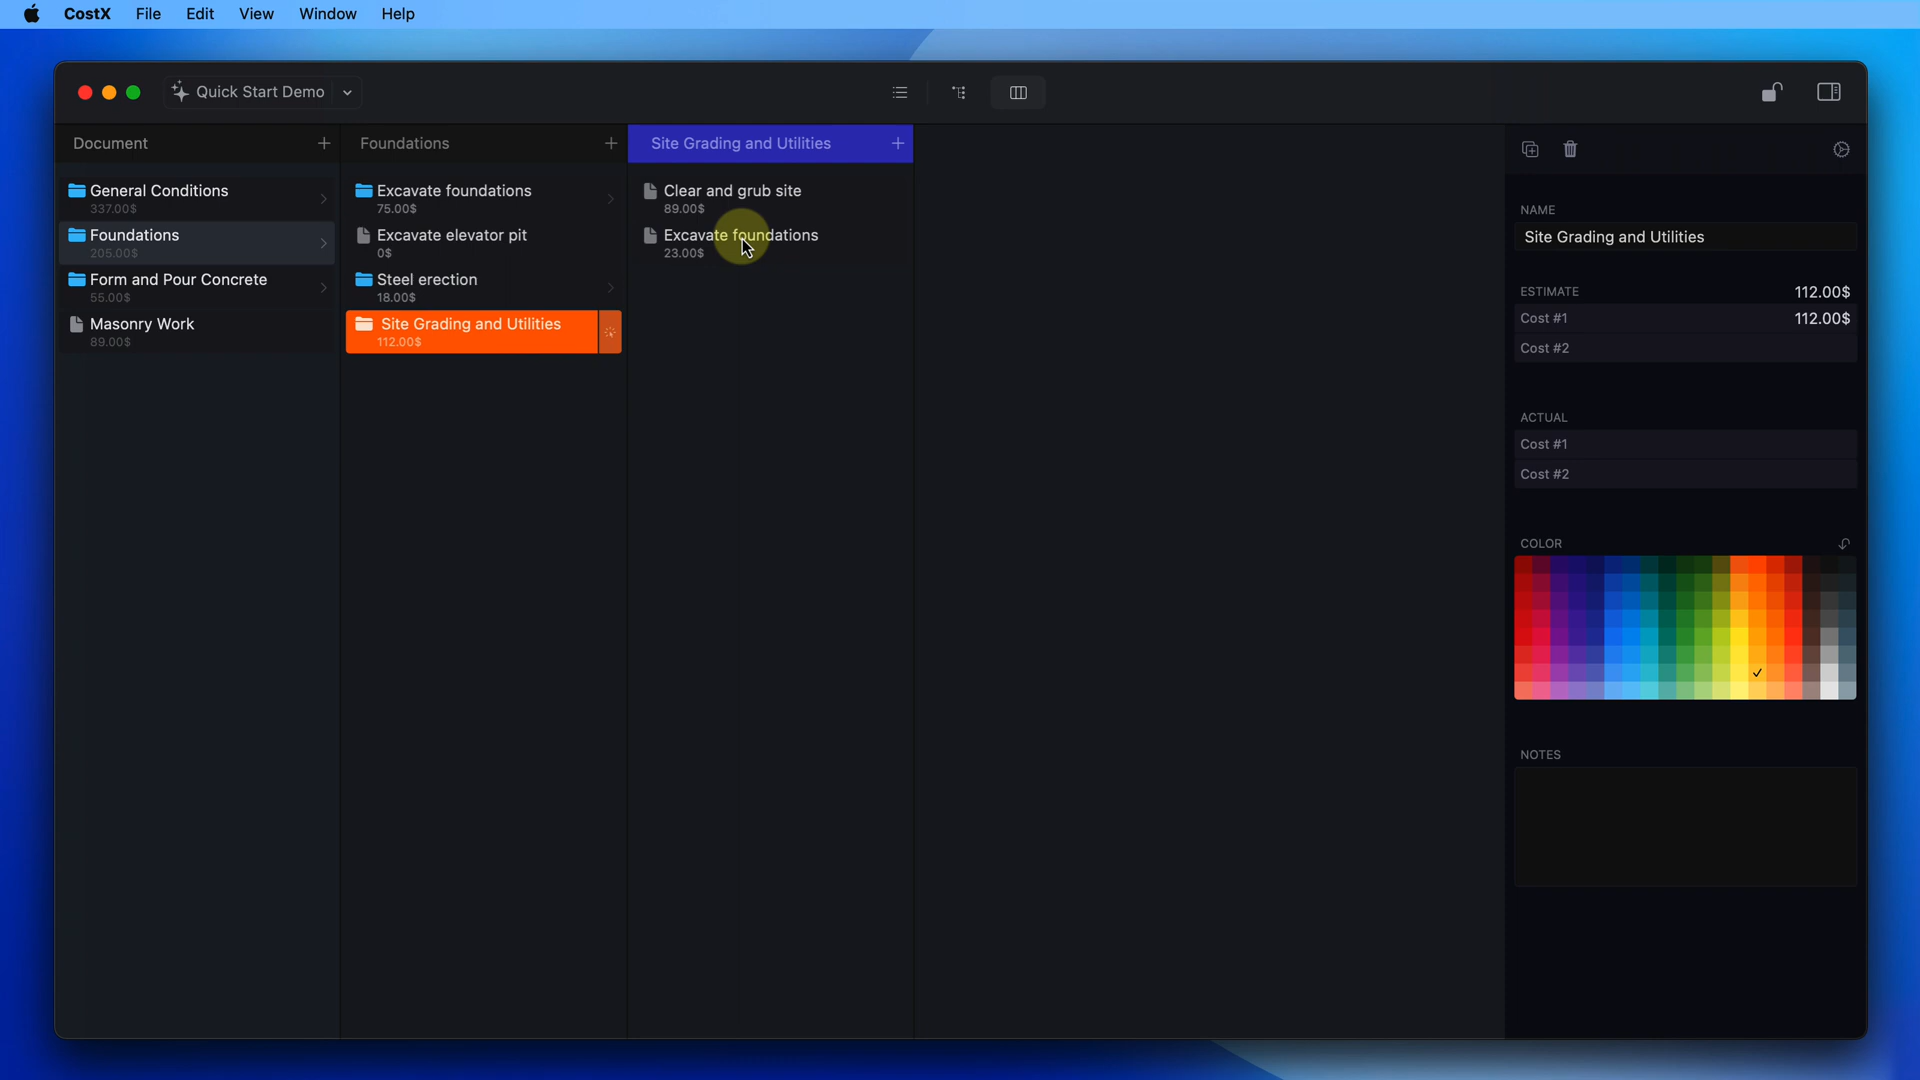 CostX File Edit View Window Help
Quick Start Demo
Document
General Conditions
337.00$
Foundations
205.00$
Form and Pour Concrete
55.00$
Masonry Work
89.00$
Foundations
Excavate foundations
75.00$
Excavate elevator pit
0$
Steel erection
18.00$
Site Grading and Utilities
112.00$
Site Grading and Utilities
Clear and grub site
89.00$
Excavate foundations
23.00$
NAME
Site Grading and Utilities
ESTIMATE 112.00$
Cost #1 112.00$
Cost #2
ACTUAL
Cost #1
Cost #2
COLOR
NOTES